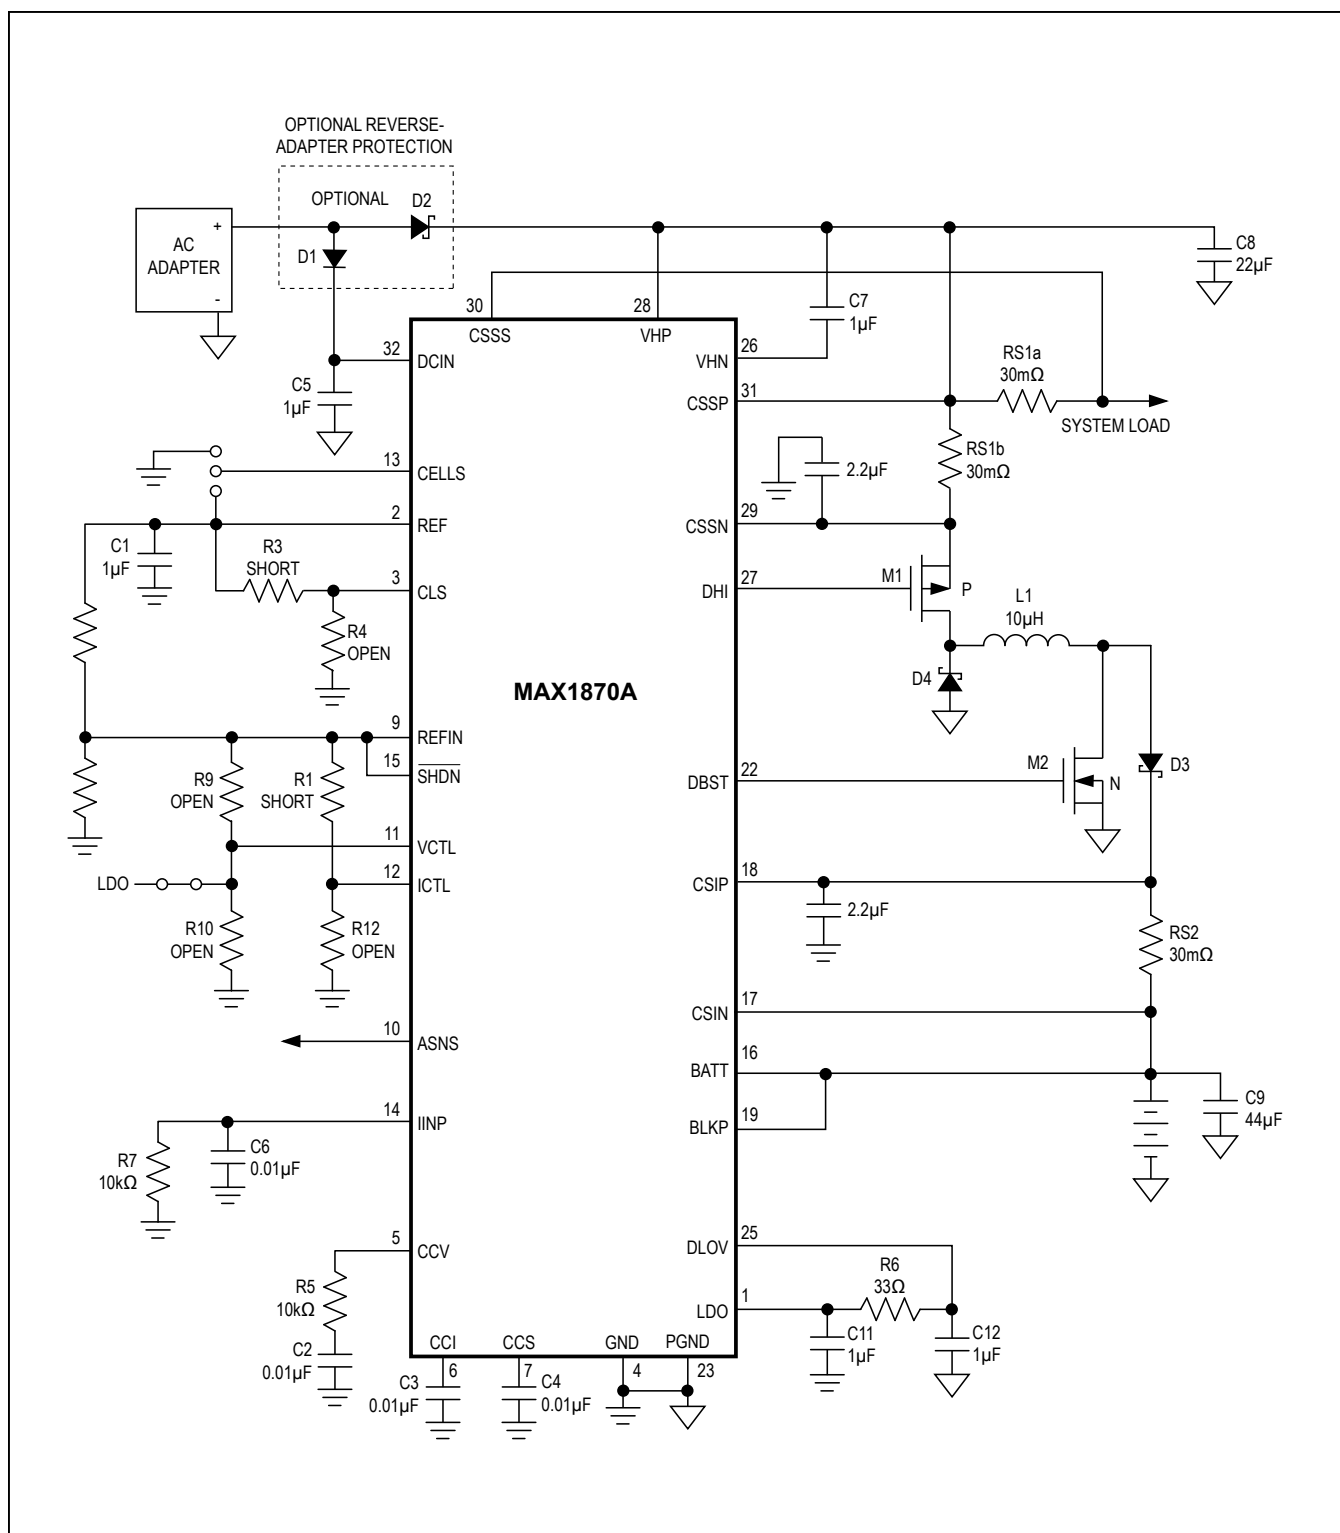 OPTIONAL REVERSE-
ADAPTER PROTECTION
OPTIONAL
D2
D1
+
AC
ADAPTER
-
C8
22µF
30
28
C7
1µF
CSSS
VHP
32
DCIN
26
VHN
C5
1µF
31
CSSP
RS1a
30mΩ
SYSTEM LOAD
13
CELLS
2.2µF
RS1b
30mΩ
2
REF
29
CSSN
C1
1µF
R3
SHORT
3
CLS
27
DHI
M1
P
L1
10µH
R4
OPEN
D4
MAX1870A
9
REFIN
15
SHDN
R9
OPEN
R1
SHORT
22
DBST
M2
N
D3
11
VCTL
LDO
12
ICTL
18
CSIP
2.2µF
R10
OPEN
R12
OPEN
RS2
30mΩ
17
CSIN
10
ASNS
16
BATT
19
BLKP
C9
44µF
14
IINP
R7
10kΩ
C6
0.01µF
5
CCV
25
DLOV
R5
10kΩ
R6
33Ω
1
LDO
C2
0.01µF
C11
1µF
C12
1µF
CCI
CCS
GND
PGND
6
7
4
23
C3
0.01µF
C4
0.01µF